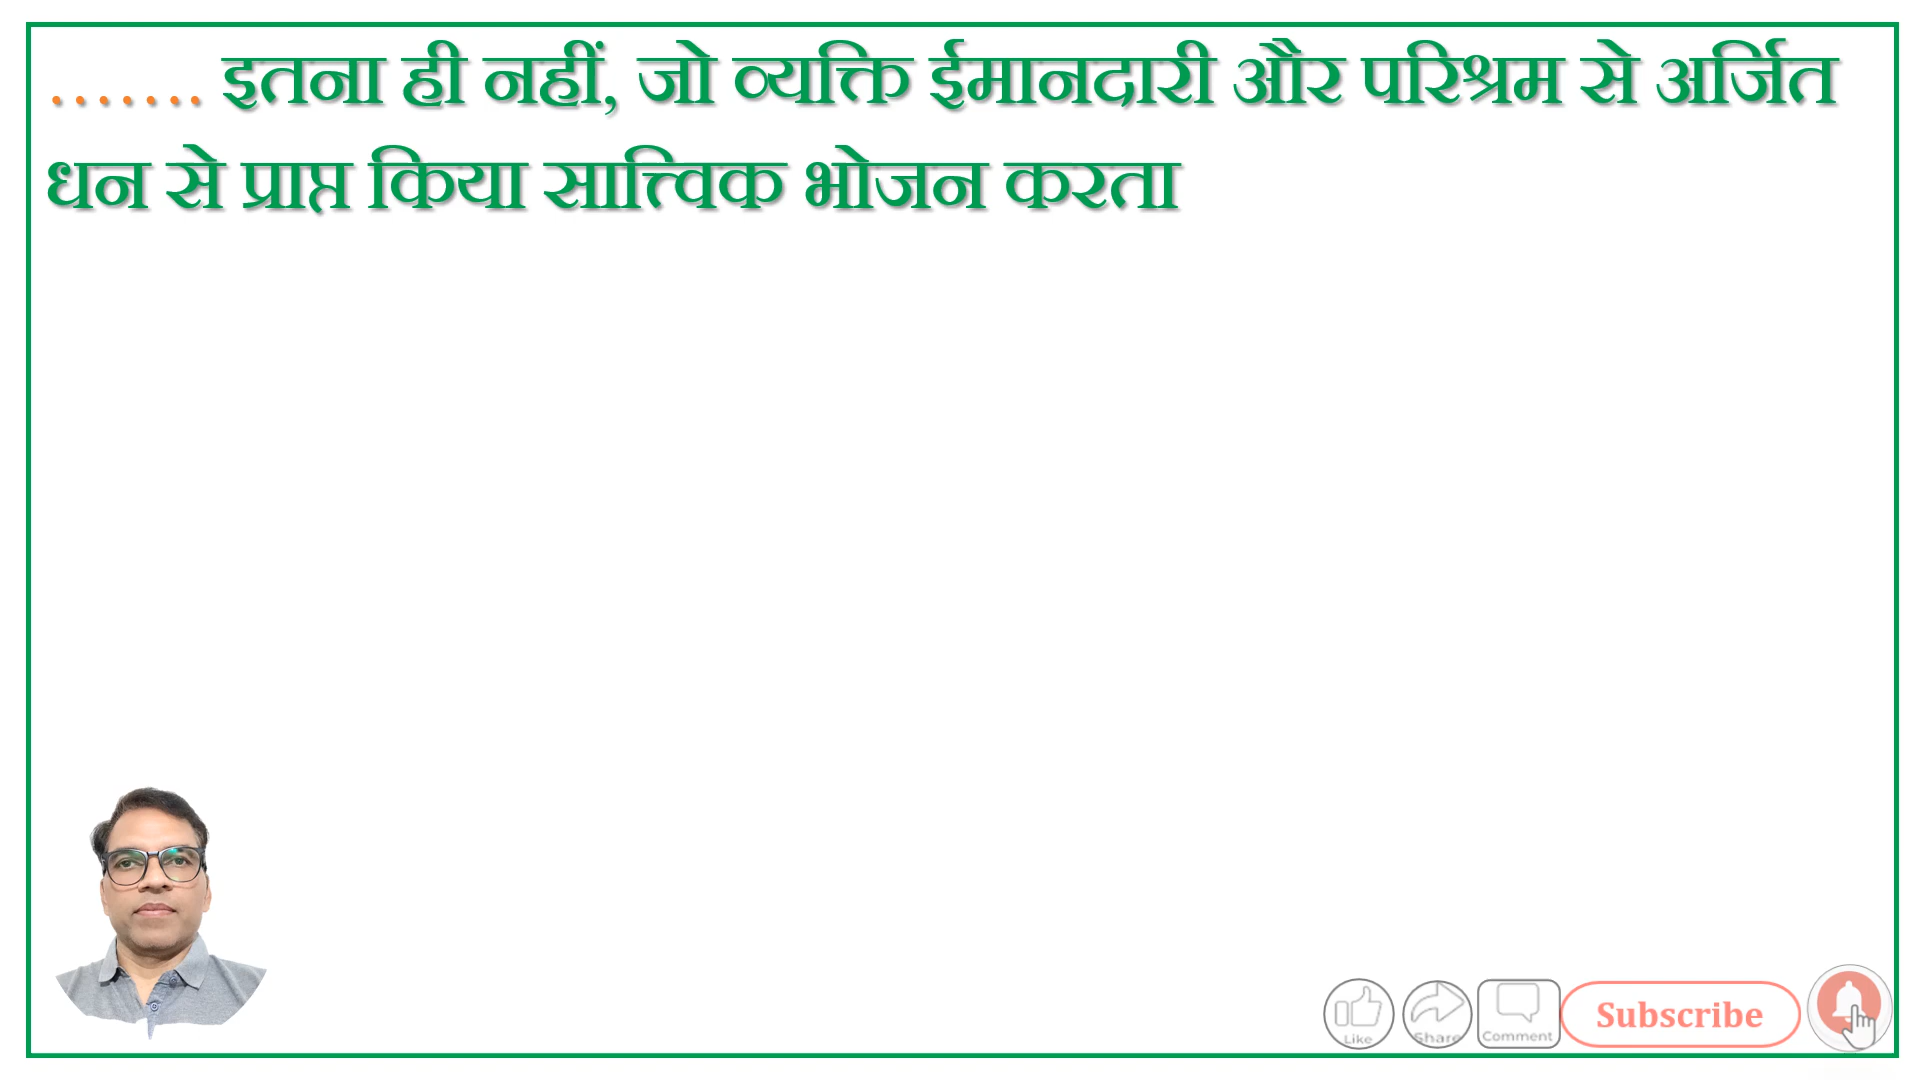 ....... इतना ही नहीं, जो व्यक्ति ईमानदारी और परिश्रम से अर्जित
धन से प्राप्त किया सात्त्विक भोजन करता
Like
Share
Comment
Subscribe